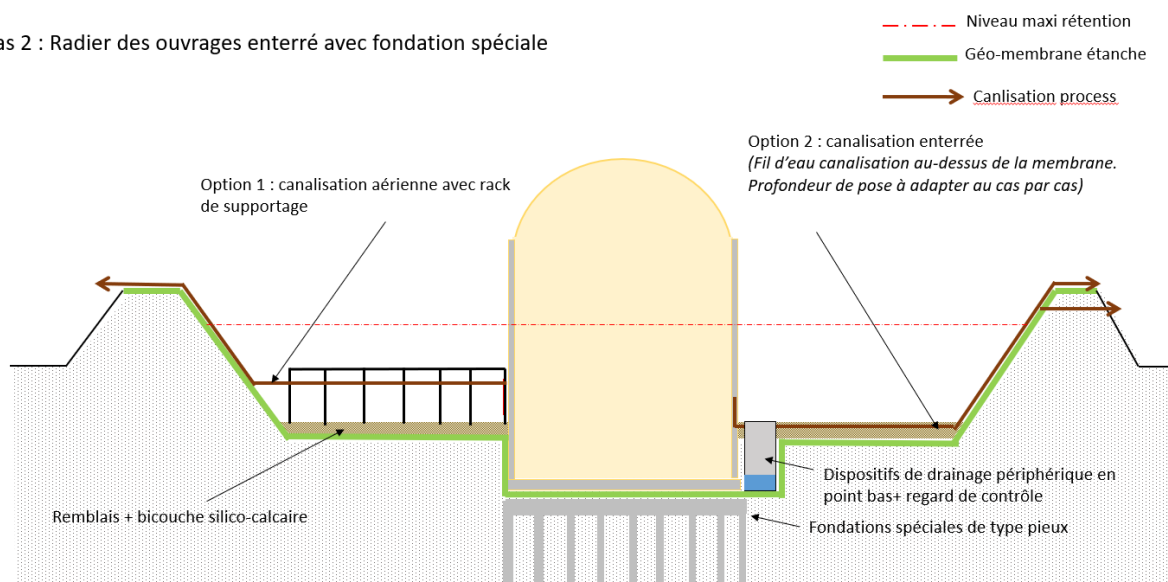 as 2 : Radier des ouvrages enterré avec fondation spéciale
Niveau maxi rétention
Géo-membrane étanche
Canlisation process
Option 1 : canalisation aérienne avec rack
de supportage
Option 2 : canalisation enterrée
(Fil d’eau canalisation au-dessus de la membrane.
Profondeur de pose à adapter au cas par cas)
Remblais + bicouche silico-calcaire
Dispositifs de drainage périphérique en
point bas+ regard de contrôle
Fondations spéciales de type pieux